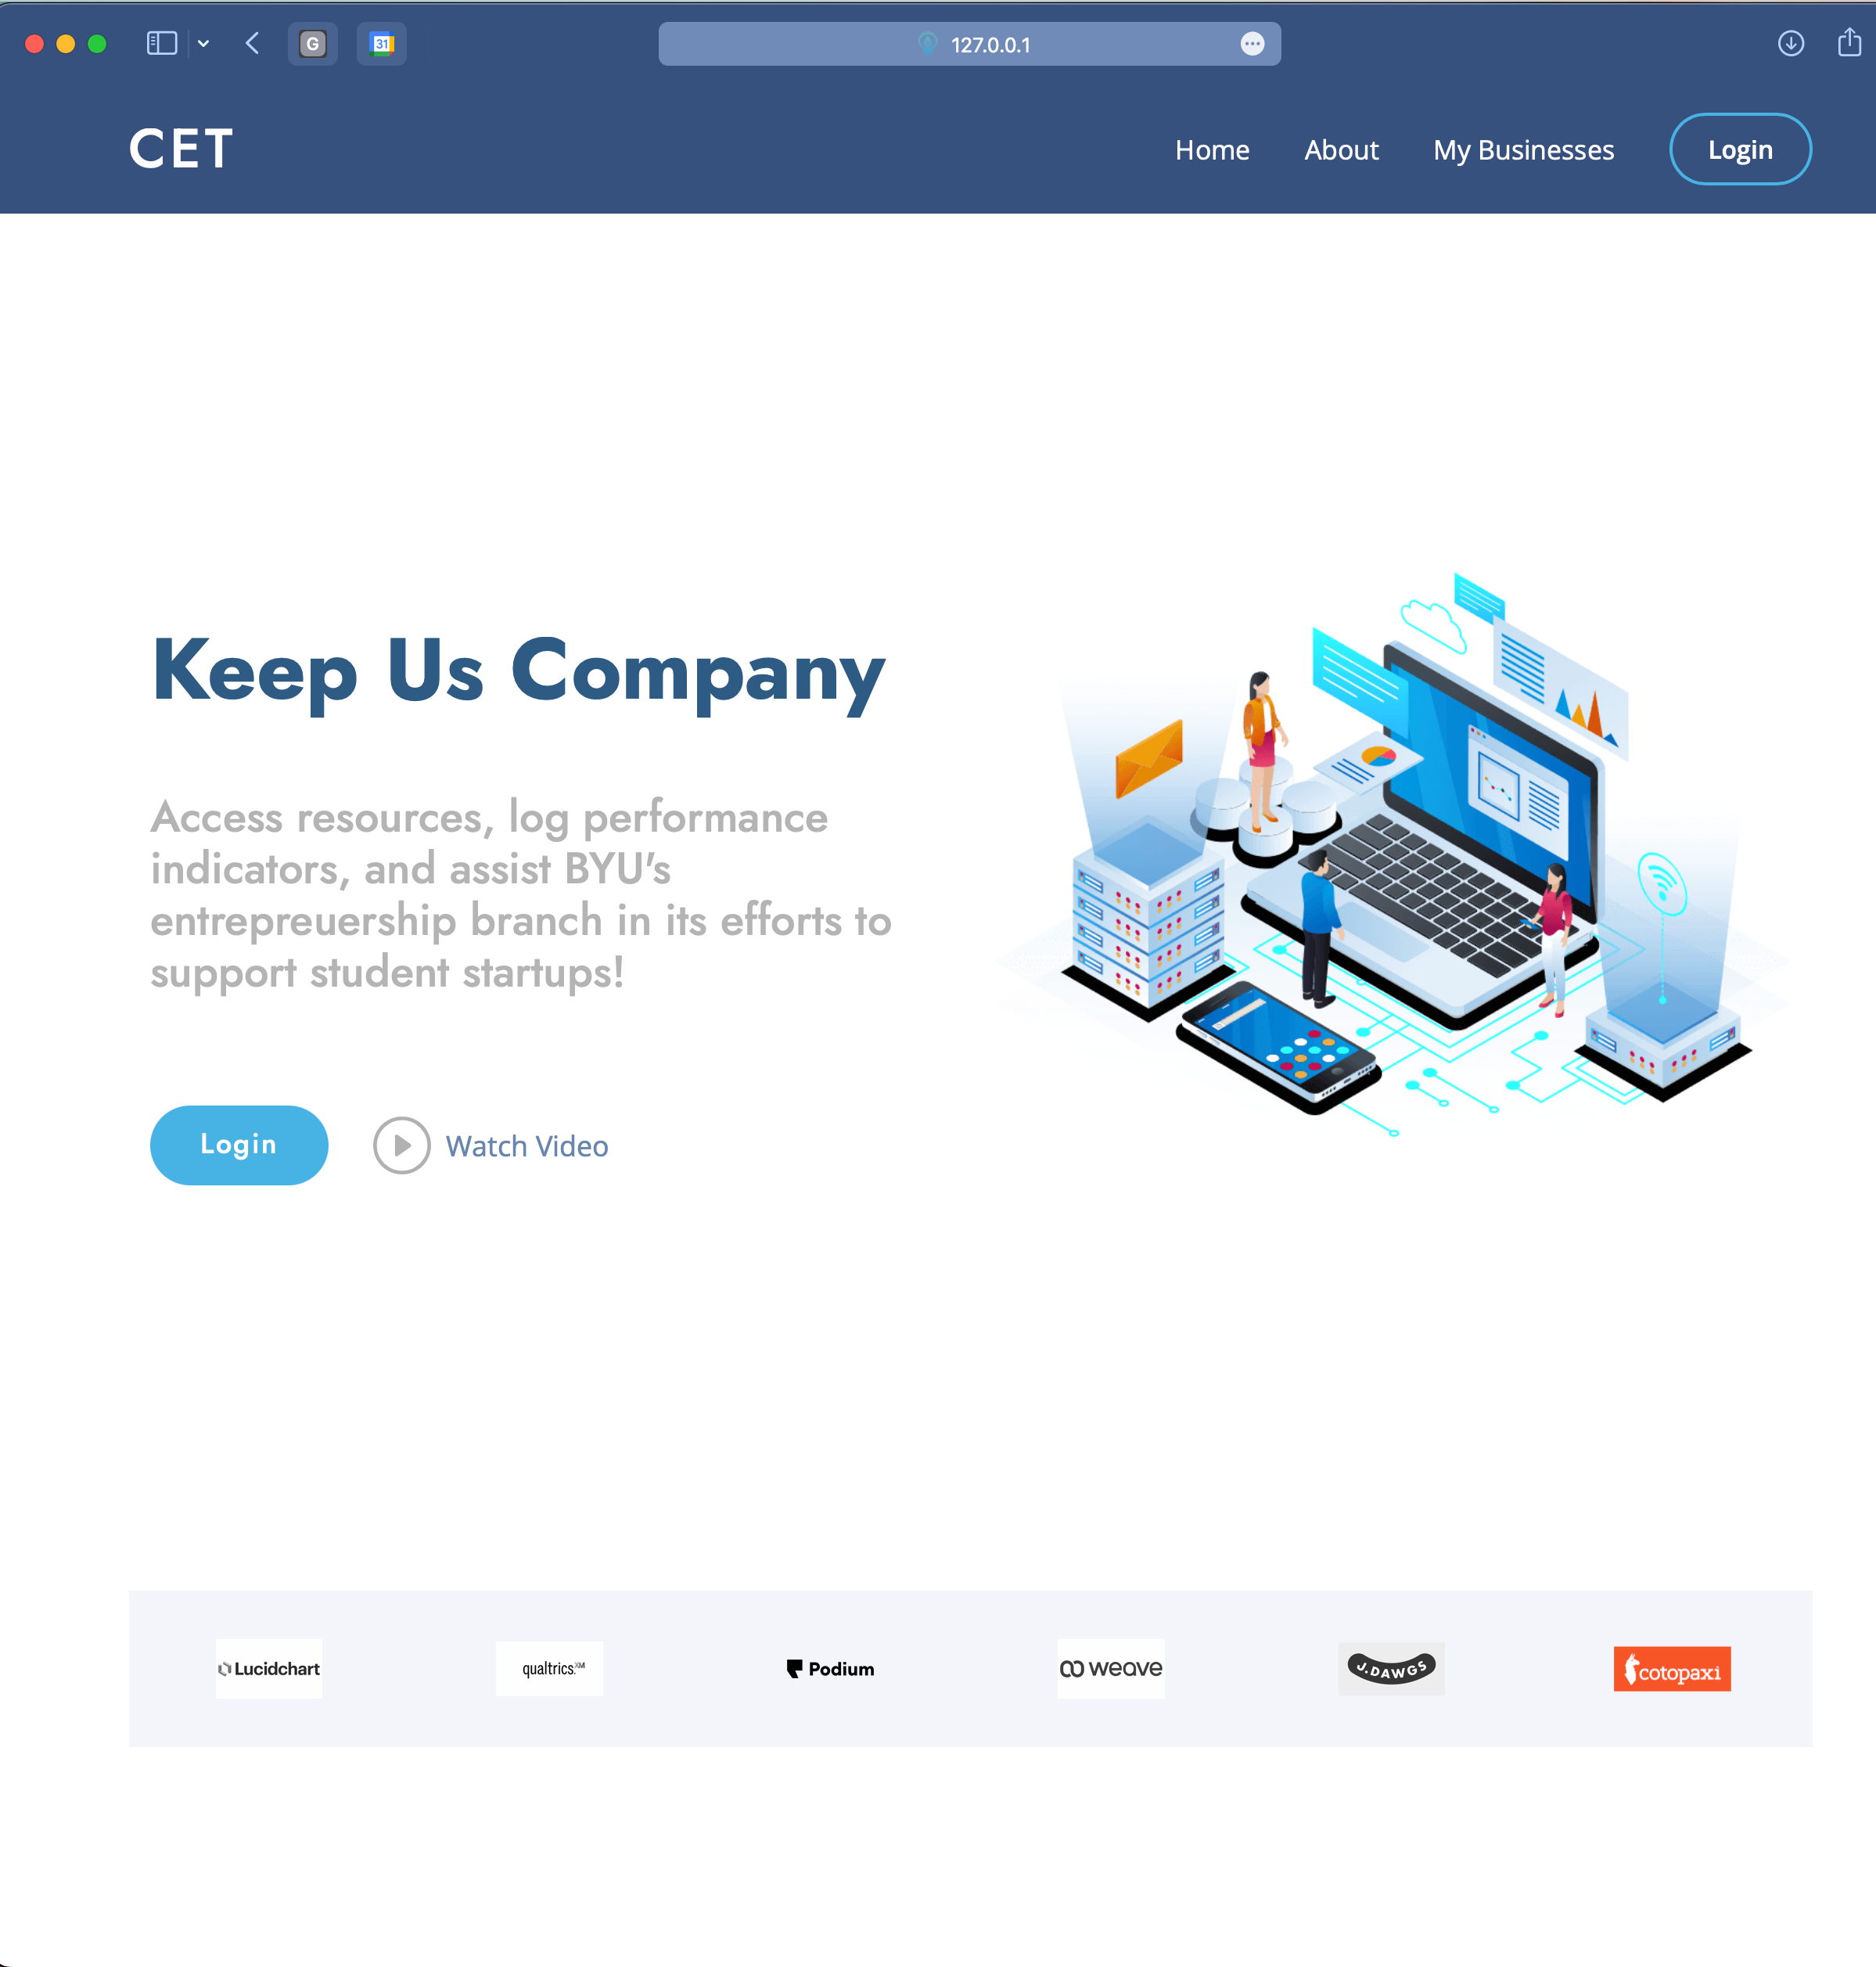 G
31
127.0.0.1
CET
Home About My Businesses Login
Keep Us Company
Access resources, log performance
indicators, and assist BYU's
entrepreuership branch in its efforts to
support student startups!
Login Watch Video
Lucidchart qualtrics.XM Podium weave J.DAWGS cotopaxi